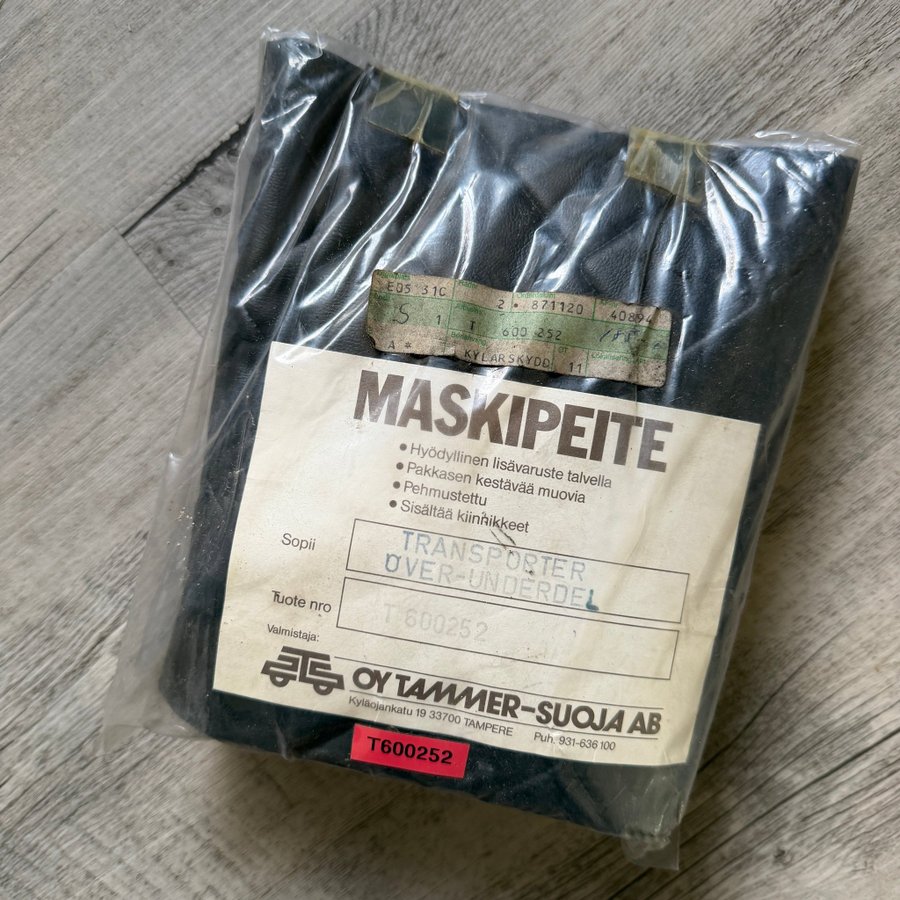 E05 31C 2 • 871120 40894
S 1 T 600 252
A * KYLARSKYDD 11
MASKIPEITE
• Hyödyllinen lisävaruste talvella
• Pakkasen kestävää muovia
• Pehmustettu
• Sisältää kiinnikkeet
Sopii
TRANSPORTER
OVER-UNDERDEL
Tuote nro
T 600252
Valmistaja:
OY TAMMER-SUOJA AB
Kyläojankatu 19 33700 TAMPERE Puh. 931-636 100
T600252